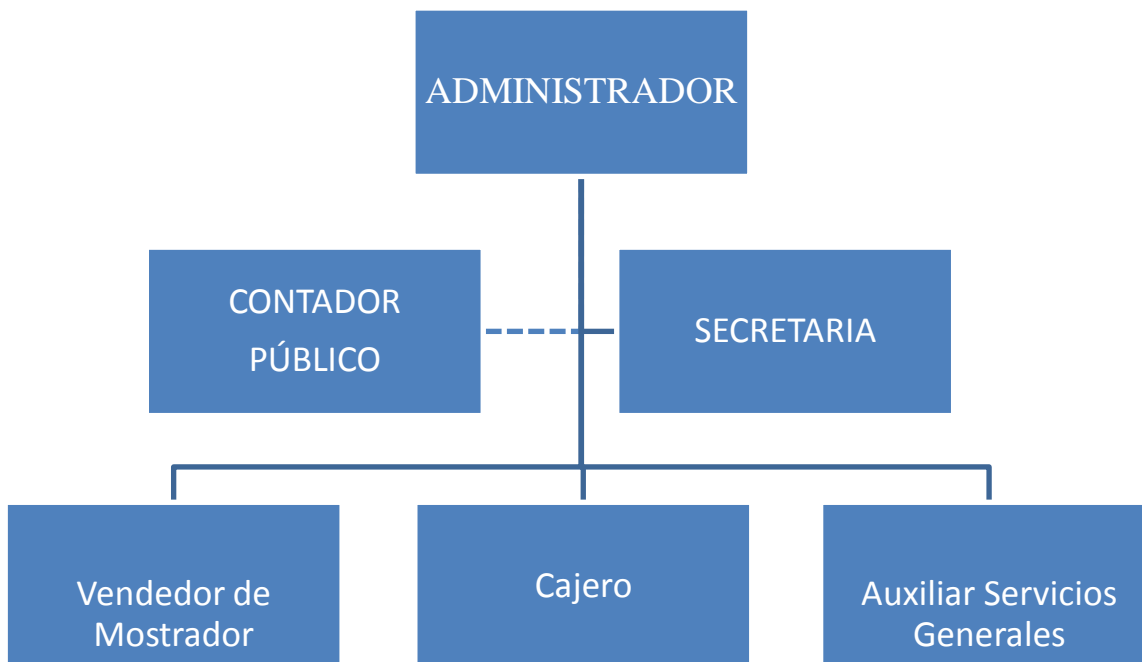 ADMINISTRADOR
CONTADOR
PÚBLICO
SECRETARIA
Vendedor de
Mostrador
Cajero
Auxiliar Servicios
Generales